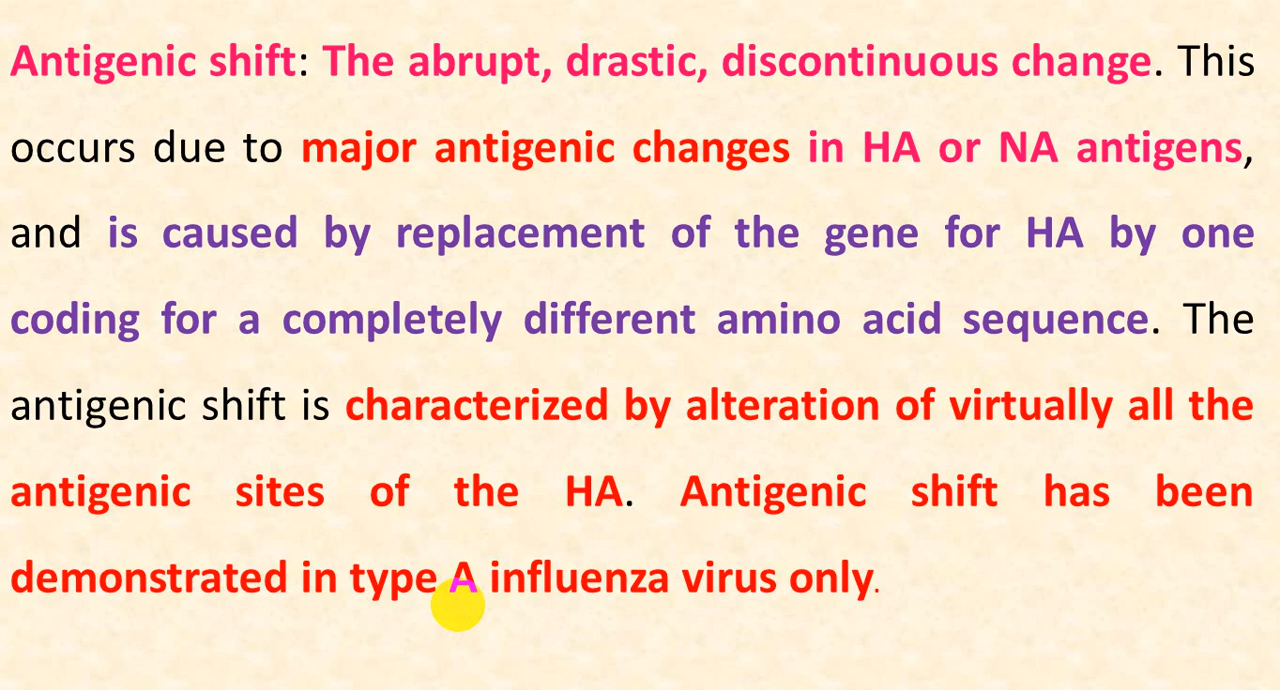 Antigenic shift: The abrupt, drastic, discontinuous change. This
occurs due to major antigenic changes in HA or NA antigens,
and is caused by replacement of the gene for HA by one
coding for a completely different amino acid sequence. The
antigenic shift is characterized by alteration of virtually all the
antigenic sites of the HA. Antigenic shift has been
demonstrated in type A influenza virus only.